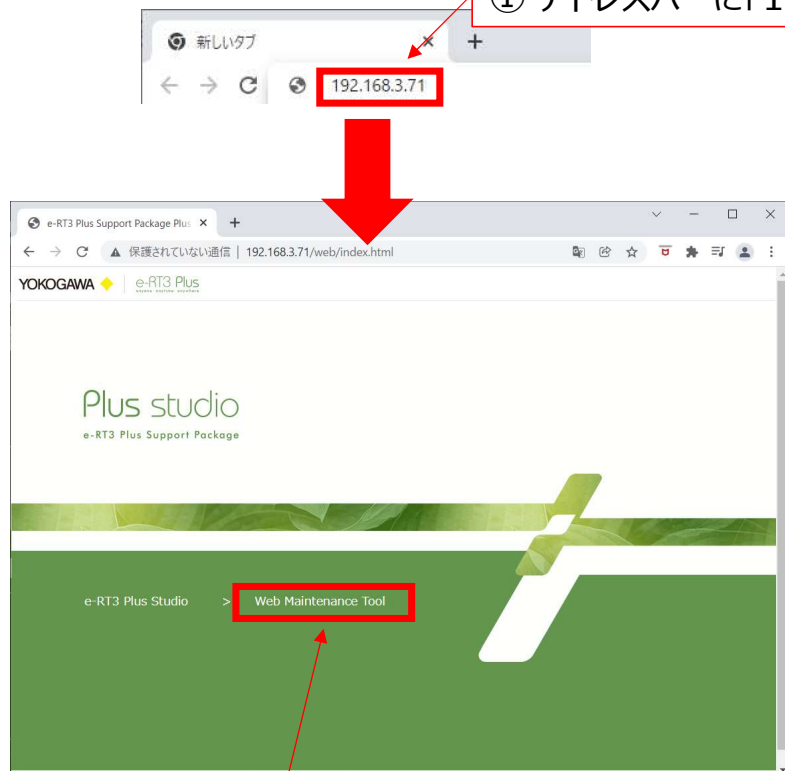 ① アドレスバーに「1
新しいタブ
192.168.3.71
e-RT3 Plus Support Package Plus
保護されていない通信 | 192.168.3.71/web/index.html
YOKOGAWA e-RT3 Plus
Plus studio
e-RT3 Plus Support Package
e-RT3 Plus Studio > Web Maintenance Tool